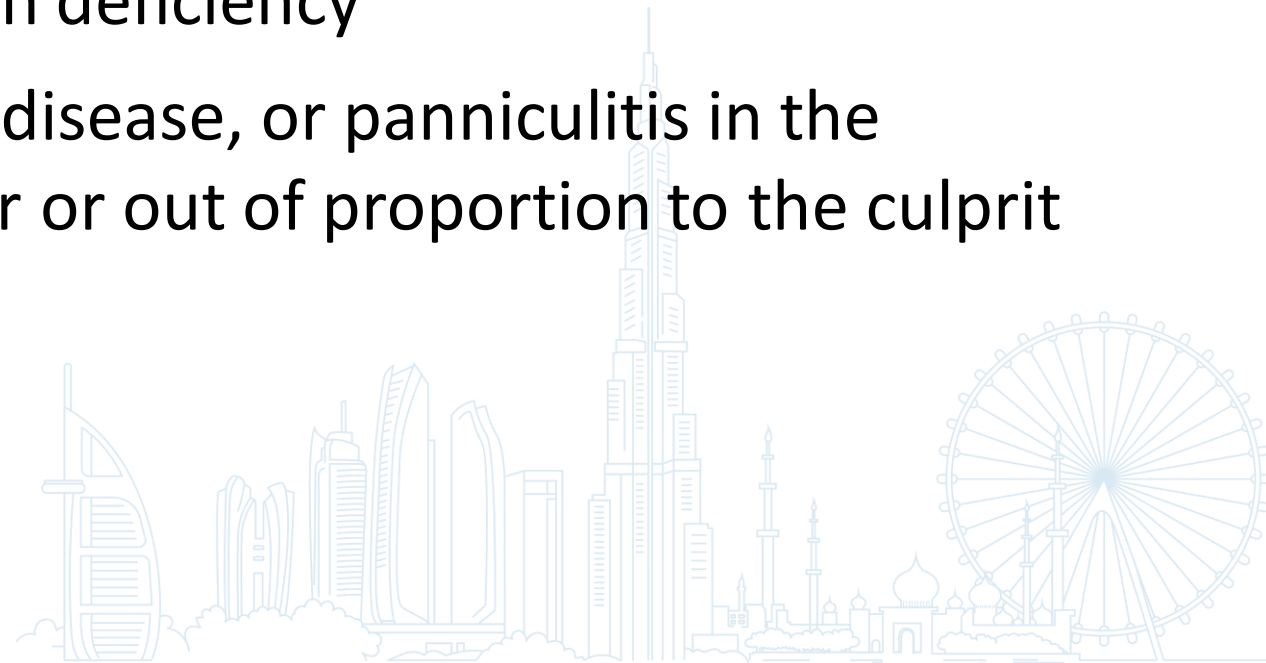 n deficiency
disease, or panniculitis in the
r or out of proportion to the culprit